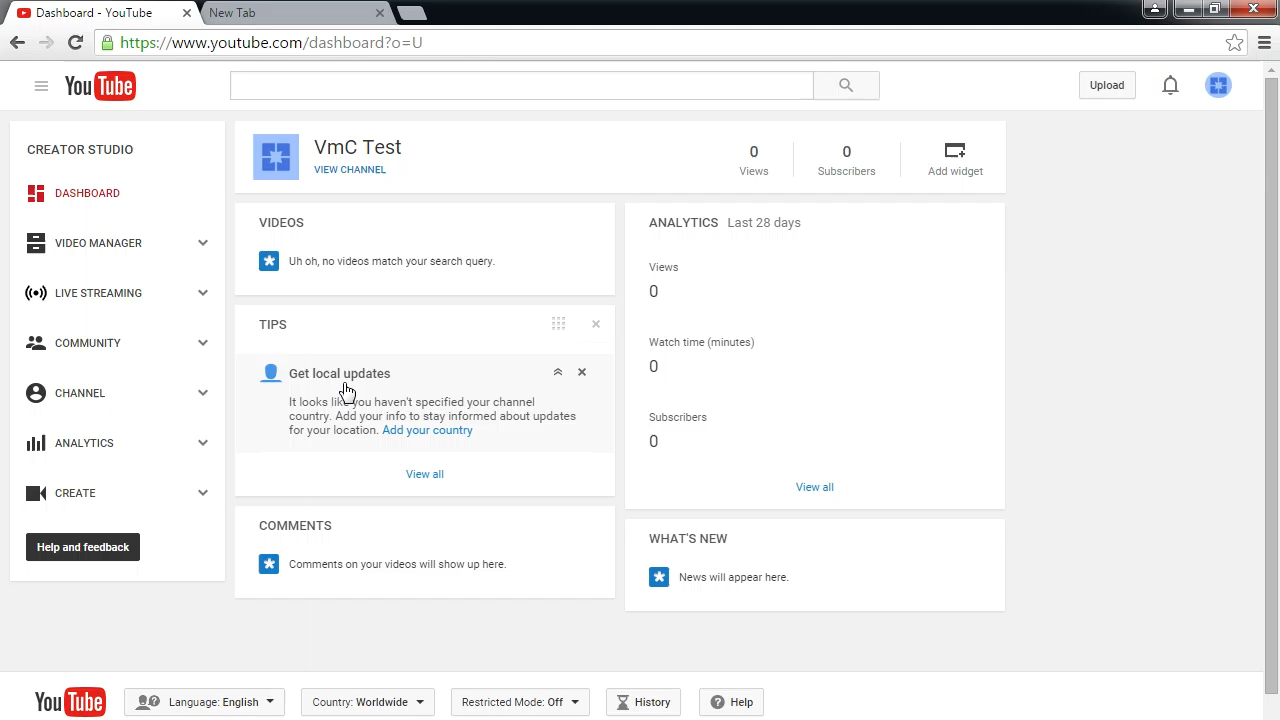 Dashboard - YouTube
New Tab
https://www.youtube.com/dashboard?o=U
YouTube
Upload
CREATOR STUDIO
DASHBOARD
VIDEO MANAGER
LIVE STREAMING
COMMUNITY
CHANNEL
ANALYTICS
CREATE
Help and feedback
VmC Test
VIEW CHANNEL
0
Views
0
Subscribers
Add widget
VIDEOS
Uh oh, no videos match your search query.
TIPS
Get local updates
It looks like you haven't specified your channel
country. Add your info to stay informed about updates
for your location. Add your country
View all
COMMENTS
Comments on your videos will show up here.
ANALYTICS Last 28 days
Views
0
Watch time (minutes)
0
Subscribers
0
View all
WHAT'S NEW
News will appear here.
YouTube
Language: English
Country: Worldwide
Restricted Mode: Off
History
Help